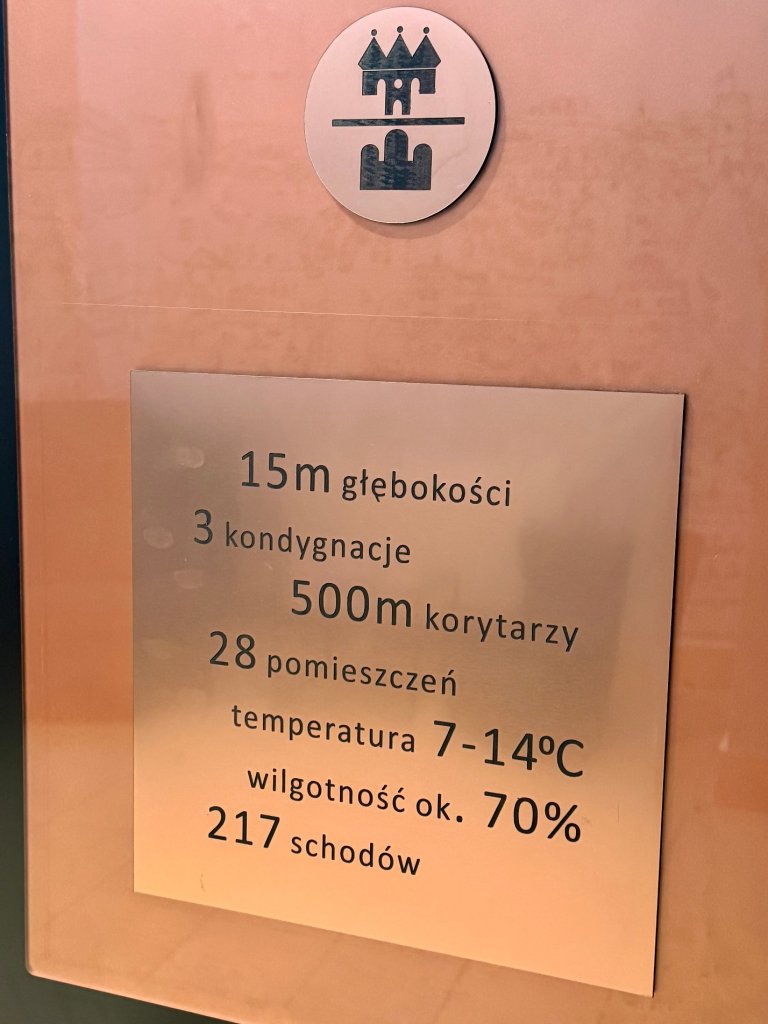 15m głębokości
3 kondygnacje
500m korytarzy
28 pomieszczeń
temperatura 7-14ºC
wilgotność ok. 70%
217 schodów